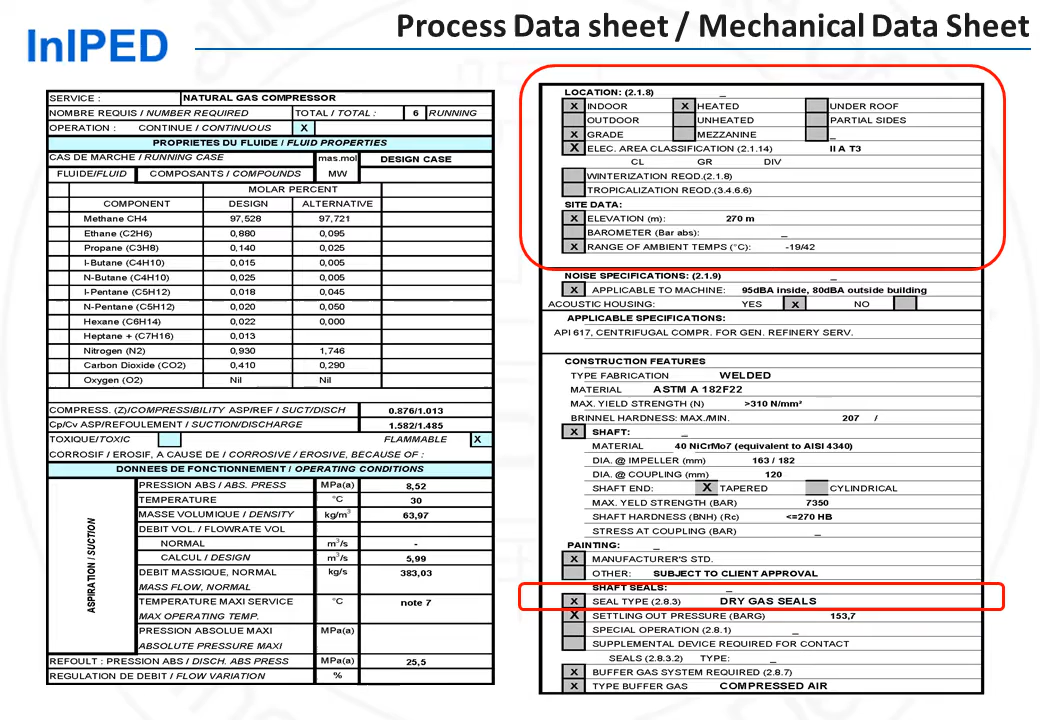 InIPED
Process Data sheet / Mechanical Data Sheet
SERVICE : NATURAL GAS COMPRESSOR
NOMBRE REQUIS / NUMBER REQUIRED TOTAL / TOTAL : 6 RUNNING
OPERATION : CONTINUE / CONTINUOUS X
PROPRIETES DU FLUIDE / FLUID PROPERTIES
CAS DE MARCHE / RUNNING CASE mas.mol DESIGN CASE
FLUIDE/FLUID COMPOSANTS / COMPOUNDS MW
MOLAR PERCENT
COMPONENT DESIGN ALTERNATIVE
Methane CH4 97,528 97,721
Ethane (C2H6) 0,880 0,095
Propane (C3H8) 0,140 0,025
I-Butane (C4H10) 0,015 0,005
N-Butane (C4H10) 0,025 0,005
I-Pentane (C5H12) 0,018 0,045
N-Pentane (C5H12) 0,020 0,050
Hexane (C6H14) 0,022 0,000
Heptane + (C7H16) 0,013
Nitrogen (N2) 0,930 1,746
Carbon Dioxide (CO2) 0,410 0,290
Oxygen (O2) Nil Nil
COMPRESS. (Z)/COMPRESSIBILITY ASP/REF / SUCT/DISCH 0.876/1.013
Cp/Cv ASP/REFOULEMENT / SUCTION/DISCHARGE 1.582/1.485
TOXIQUE/TOXIC FLAMMABLE X
CORROSIF / EROSIF, A CAUSE DE / CORROSIVE / EROSIVE, BECAUSE OF :
DONNEES DE FONCTIONNEMENT / OPERATING CONDITIONS
ASPIRATION / SUCTION
PRESSION ABS / ABS. PRESS MPa(a) 8,52
TEMPERATURE °C 30
MASSE VOLUMIQUE / DENSITY kg/m³ 63,97
DEBIT VOL. / FLOWRATE VOL
NORMAL m³/s -
CALCUL / DESIGN m³/s 5,99
DEBIT MASSIQUE, NORMAL kg/s 383,03
MASS FLOW, NORMAL
TEMPERATURE MAXI SERVICE °C note 7
MAX OPERATING TEMP.
PRESSION ABSOLUE MAXI MPa(a)
ABSOLUTE PRESSURE MAXI
REFOULT : PRESSION ABS / DISCH. ABS PRESS MPa(a) 25,5
REGULATION DE DEBIT / FLOW VARIATION %
LOCATION: (2.1.8) _
X INDOOR X HEATED UNDER ROOF
OUTDOOR UNHEATED PARTIAL SIDES
X GRADE MEZZANINE _
X ELEC. AREA CLASSIFICATION (2.1.14) II A T3
CL GR DIV
WINTERIZATION REQD.(2.1.8)
TROPICALIZATION REQD.(3.4.6.6)
SITE DATA:
X ELEVATION (m): 270 m
BAROMETER (Bar abs): _
X RANGE OF AMBIENT TEMPS (°C): -19/42
NOISE SPECIFICATIONS: (2.1.9) _
X APPLICABLE TO MACHINE: 95dBA inside, 80dBA outside building
ACOUSTIC HOUSING: YES X NO
APPLICABLE SPECIFICATIONS:
API 617, CENTRIFUGAL COMPR. FOR GEN. REFINERY SERV.
CONSTRUCTION FEATURES
TYPE FABRICATION WELDED
MATERIAL ASTM A 182F22
MAX. YIELD STRENGTH (N) >310 N/mm²
BRINNEL HARDNESS: MAX./MIN. 207 /
X SHAFT: _
MATERIAL 40 NiCrMo7 (equivalent to AISI 4340)
DIA. @ IMPELLER (mm) 163 / 182
DIA. @ COUPLING (mm) 120
SHAFT END: X TAPERED CYLINDRICAL
MAX. YIELD STRENGTH (BAR) 7350
SHAFT HARDNESS (BNH) (Rc) <=270 HB
STRESS AT COUPLING (BAR) _
PAINTING: _
X MANUFACTURER'S STD.
OTHER: SUBJECT TO CLIENT APPROVAL
SHAFT SEALS: _
X SEAL TYPE (2.8.3) DRY GAS SEALS
X SETTLING OUT PRESSURE (BARG) 153,7
SPECIAL OPERATION (2.8.1) _
SUPPLEMENTAL DEVICE REQUIRED FOR CONTACT
SEALS (2.8.3.2) TYPE: _
X BUFFER GAS SYSTEM REQUIRED (2.8.7)
X TYPE BUFFER GAS COMPRESSED AIR